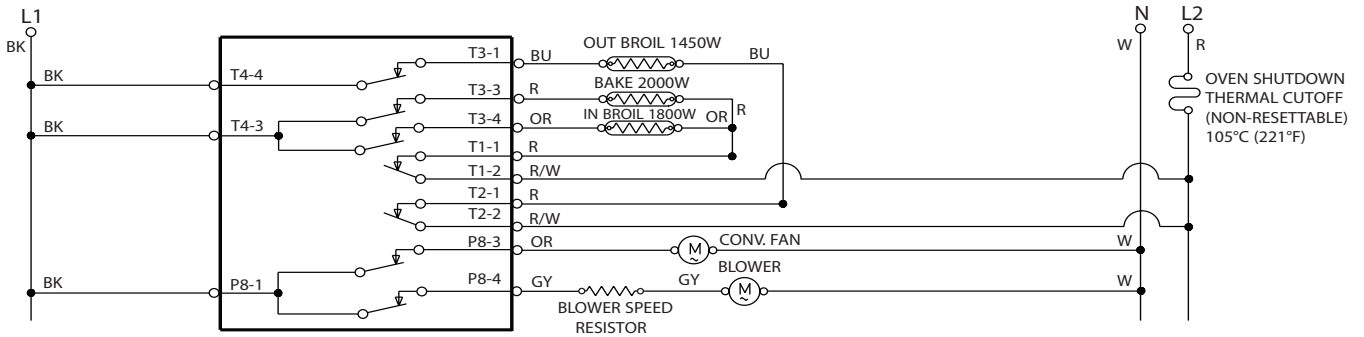 L1
N
L2
BK
W
R
T3-1
BU
OUT BROIL 1450W
BU
BK
T4-4
BAKE 2000W
OVEN SHUTDOWN
THERMAL CUTOFF
(NON-RESETTABLE)
105°C (221°F)
T3-3
R
R
IN BROIL 1800W
OR
BK
T4-3
T3-4
OR
T1-1
R
T1-2
R/W
T2-1
R
T2-2
R/W
P8-3
OR
M
CONV. FAN
W
BK
P8-1
P8-4
GY
GY
BLOWER
M
W
BLOWER SPEED
RESISTOR